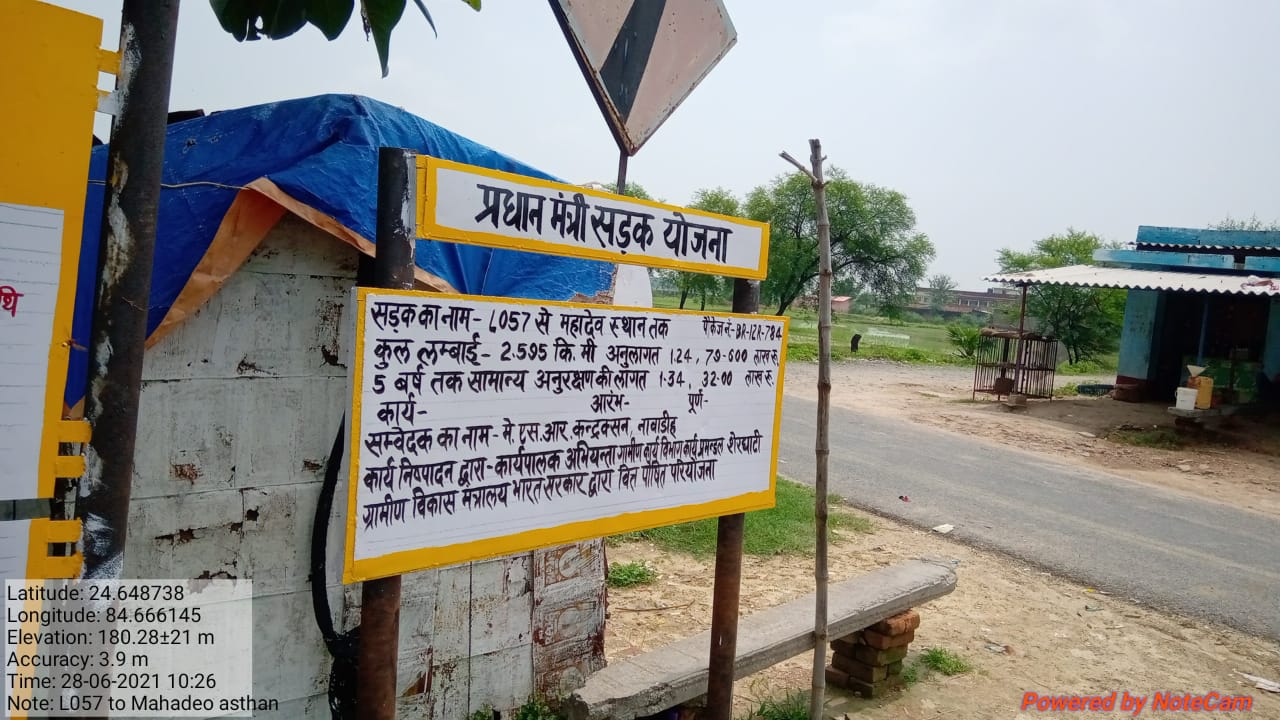 प्रधान मंत्री सड़क योजना
सड़क का नाम- L057 से महादेव स्थान तक पैकेज नं-BR-12R-784
कुल लम्बाई- 2.595 कि. मी अनुलागत 124, 79-600 लाख रु.
5 बर्ष तक सामान्य अनुरक्षण की लागत 1.34, 32.00 लाख रु.
कार्य- आरंभ- पूर्ण-
सम्वेदक का नाम- मे. एस. आर. कन्ट्रक्सन, नावाडीह
कार्य निष्पादन द्वारा- कार्यपालक अभियन्ता ग्रामीण कार्य विभाग कार्य प्रमन्डल शेरघाटी
ग्रामीण विकास मंत्रालय भारत सरकार द्वारा वित पोषित परियोजना
धि
Latitude: 24.648738
Longitude: 84.666145
Elevation: 180.28±21 m
Accuracy: 3.9 m
Time: 28-06-2021 10:26
Note: L057 to Mahadeo asthan
Powered by NoteCam